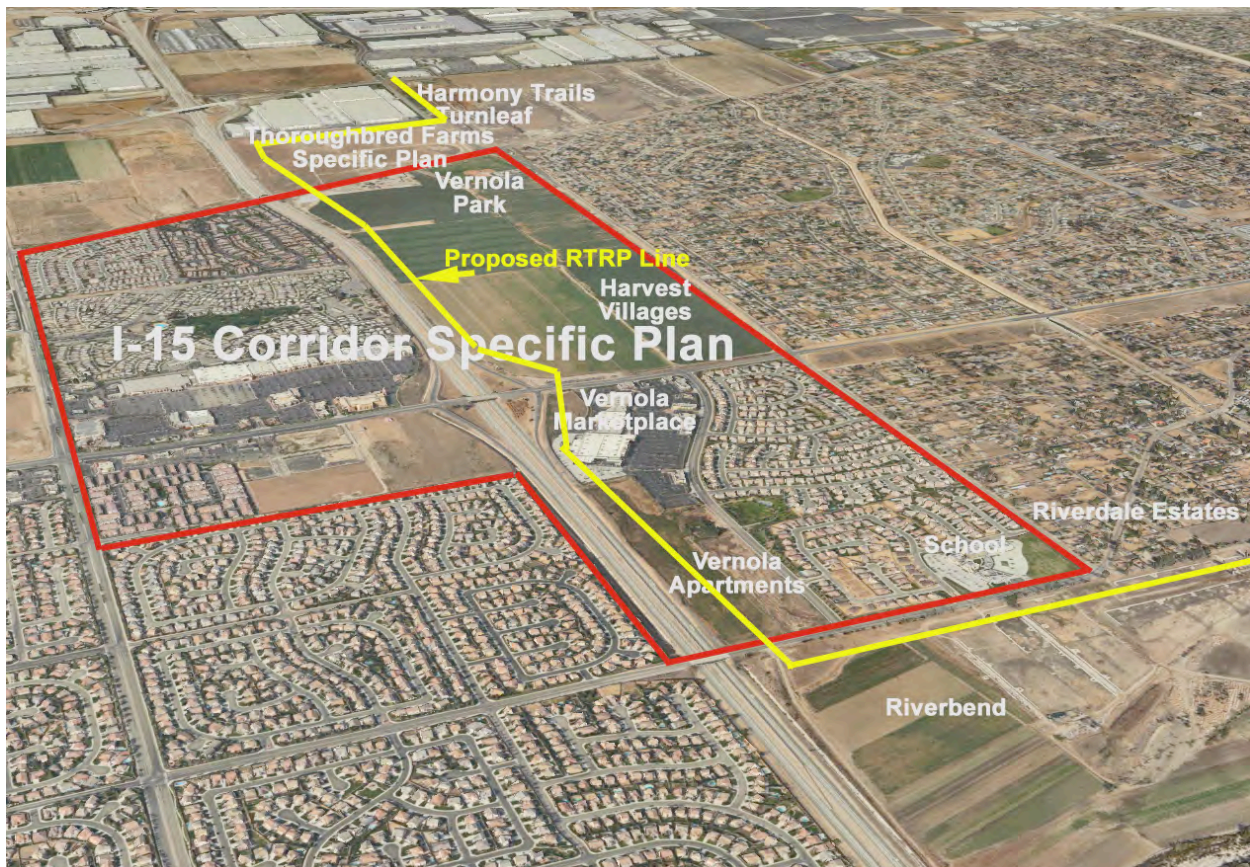 Harmony Trails
Turnleaf
Thoroughbred Farms
Specific Plan
Vernola
Park
Proposed RTRP Line
Harvest
Villages
I-15 Corridor Specific Plan
Vernola
Marketplace
Riverdale Estates
School
Vernola
Apartments
Riverbend